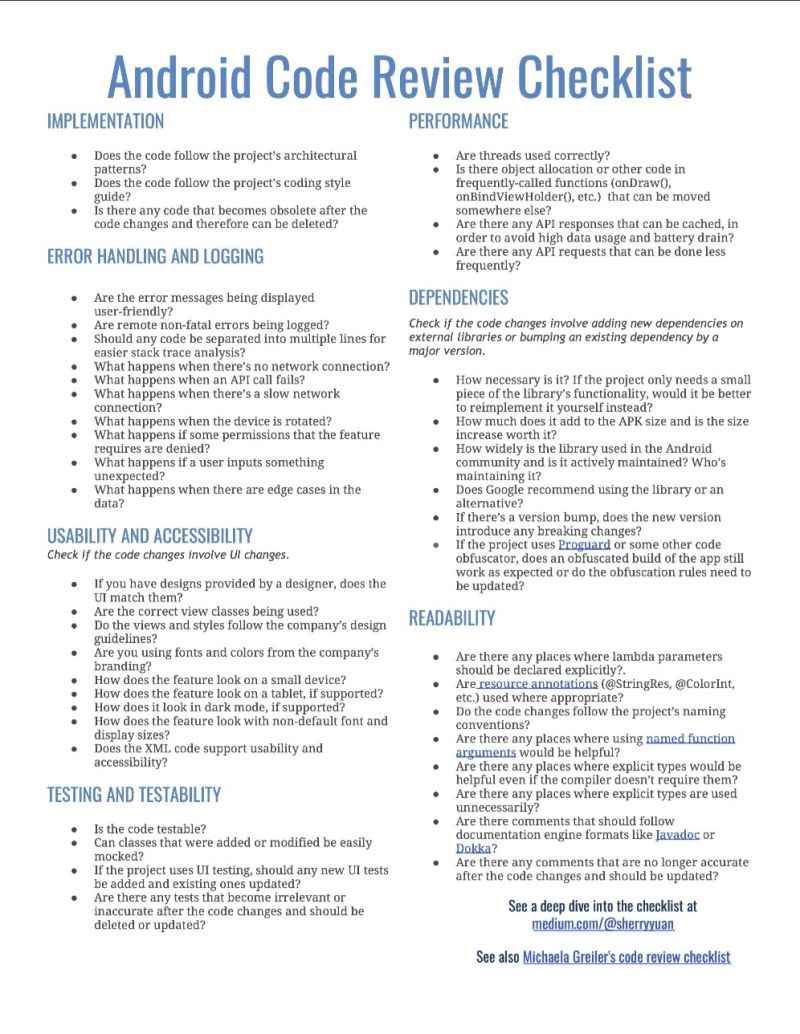 Android Code Review Checklist
IMPLEMENTATION
• Does the code follow the project's architectural
patterns?
• Does the code follow the project's coding style
guide?
• Is there any code that becomes obsolete after the
code changes and therefore can be deleted?
ERROR HANDLING AND LOGGING
• Are the error messages being displayed
user-friendly?
• Are remote non-fatal errors being logged?
• Should any code be separated into multiple lines for
easier stack trace analysis?
• What happens when there's no network connection?
• What happens when an API call fails?
• What happens when there's a slow network
connection?
• What happens when the device is rotated?
• What happens if some permissions that the feature
requires are denied?
• What happens if a user inputs something
unexpected?
• What happens when there are edge cases in the
data?
USABILITY AND ACCESSIBILITY
Check if the code changes involve UI changes.
• If you have designs provided by a designer, does the
UI match them?
• Are the correct view classes being used?
• Do the views and styles follow the company's design
guidelines?
• Are you using fonts and colors from the company's
branding?
• How does the feature look on a small device?
• How does the feature look on a tablet, if supported?
• How does it look in dark mode, if supported?
• How does the feature look with non-default font and
display sizes?
• Does the XML code support usability and
accessibility?
TESTING AND TESTABILITY
• Is the code testable?
• Can classes that were added or modified be easily
mocked?
• If the project uses UI testing, should any new UI tests
be added and existing ones updated?
• Are there any tests that become irrelevant or
inaccurate after the code changes and should be
deleted or updated?
PERFORMANCE
• Are threads used correctly?
• Is there object allocation or other code in
frequently-called functions (onDraw(),
onBindViewHolder(), etc.) that can be moved
somewhere else?
• Are there any API responses that can be cached, in
order to avoid high data usage and battery drain?
• Are there any API requests that can be done less
frequently?
DEPENDENCIES
Check if the code changes involve adding new dependencies on
external libraries or bumping an existing dependency by a
major version.
• How necessary is it? If the project only needs a small
piece of the library's functionality, would it be better
to reimplement it yourself instead?
• How much does it add to the APK size and is the size
increase worth it?
• How widely is the library used in the Android
community and is it actively maintained? Who's
maintaining it?
• Does Google recommend using the library or an
alternative?
• If there's a version bump, does the new version
introduce any breaking changes?
• If the project uses Proguard or some other code
obfuscator, does an obfuscated build of the app still
work as expected or do the obfuscation rules need to
be updated?
READABILITY
• Are there any places where lambda parameters
should be declared explicitly?.
• Are resource annotations (@StringRes, @ColorInt,
etc.) used where appropriate?
• Do the code changes follow the project's naming
conventions?
• Are there any places where using named function
arguments would be helpful?
• Are there any places where explicit types would be
helpful even if the compiler doesn't require them?
• Are there any places where explicit types are used
unnecessarily?
• Are there comments that should follow
documentation engine formats like Javadoc or
Dokka?
• Are there any comments that are no longer accurate
after the code changes and should be updated?
See a deep dive into the checklist at
medium.com/@sherryyuan
See also Michaela Greiler's code review checklist